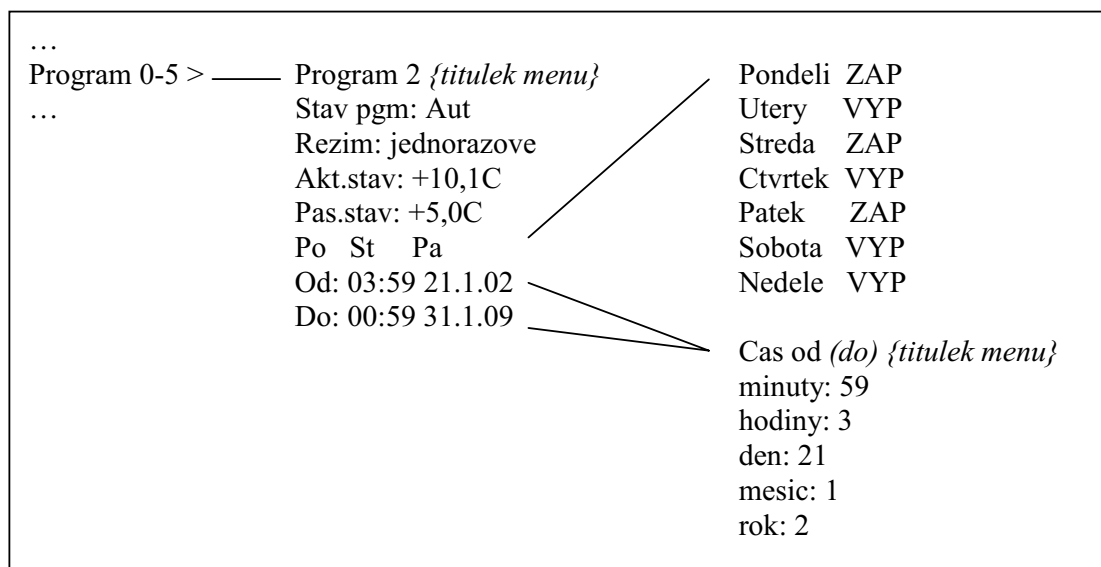 …
Program 0-5 >
…
Program 2 {titulek menu}
Stav pgm: Aut
Rezim: jednorazove
Akt.stav: +10,1C
Pas.stav: +5,0C
Po St Pa
Od: 03:59 21.1.02
Do: 00:59 31.1.09
Pondeli ZAP
Utery VYP
Streda ZAP
Ctvrtek VYP
Patek ZAP
Sobota VYP
Nedele VYP
Cas od (do) {titulek menu}
minuty: 59
hodiny: 3
den: 21
mesic: 1
rok: 2